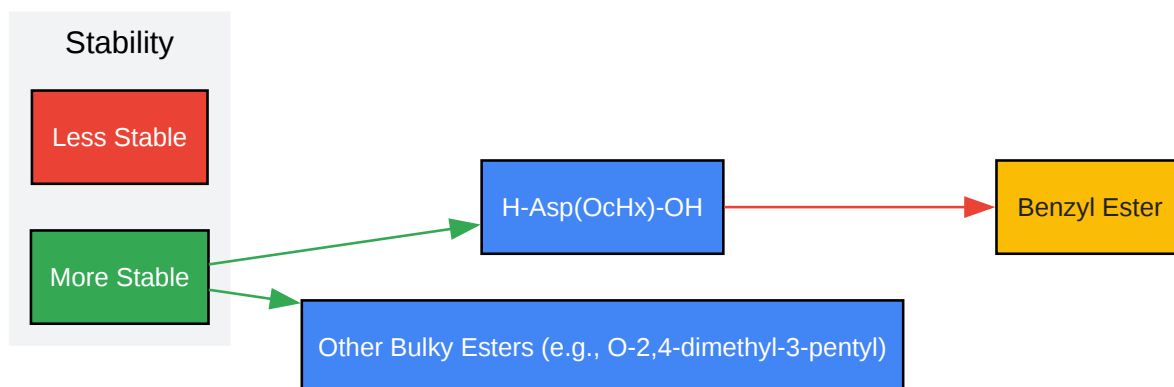 Stability
Less Stable
H-Asp(OcHx)-OH
Benzyl Ester
More Stable
Other Bulky Esters (e.g., O-2,4-dimethyl-3-pentyl)